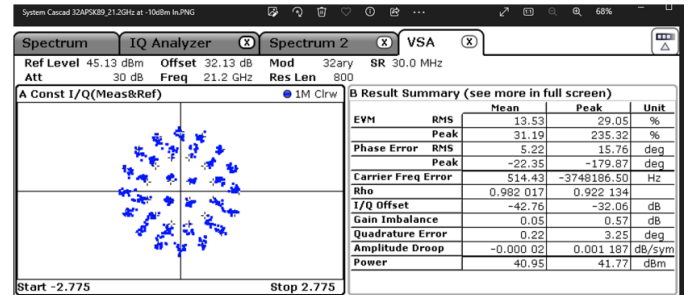 System Cascad 32APSK89_21.2GHz at -10dBm In.PNG
68%
Spectrum IQ Analyzer Spectrum 2 VSA
Ref Level 45.13 dBm Offset 32.13 dB Mod 32ary SR 30.0 MHz
Att 30 dB Freq 21.2 GHz Res Len 800
A Const I/Q(Meas&Ref) 1M Clrw
Start -2.775 Stop 2.775
B Result Summary (see more in full screen)
Mean Peak Unit
EVM RMS 13.53 29.05 %
Peak 31.19 235.32 %
Phase Error RMS 5.22 15.76 deg
Peak -22.35 -179.87 deg
Carrier Freq Error 514.43 -3748186.50 Hz
Rho 0.982 017 0.922 134
I/Q Offset -42.76 -32.06 dB
Gain Imbalance 0.05 0.57 dB
Quadrature Error 0.22 3.25 deg
Amplitude Droop -0.000 02 0.001 187 dB/sym
Power 40.95 41.77 dBm